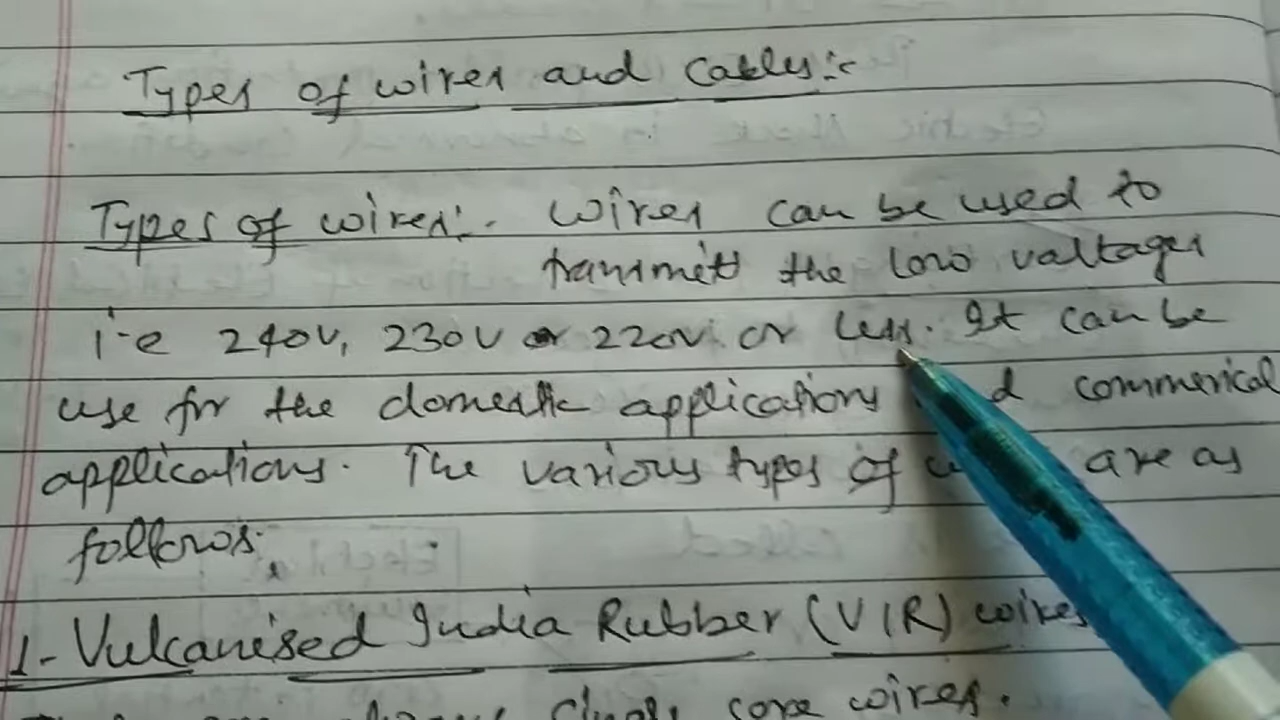 Types of wires and Cables:-
Types of wires:- Wires can be used to
transmitt the low valtages
i-e 240V, 230V or 220V. or less. It can be
use for the domestic applications d commerical
applications. The various types of are as
follows.
1- Vulcanised India Rubber (VIR) wires
core wires.